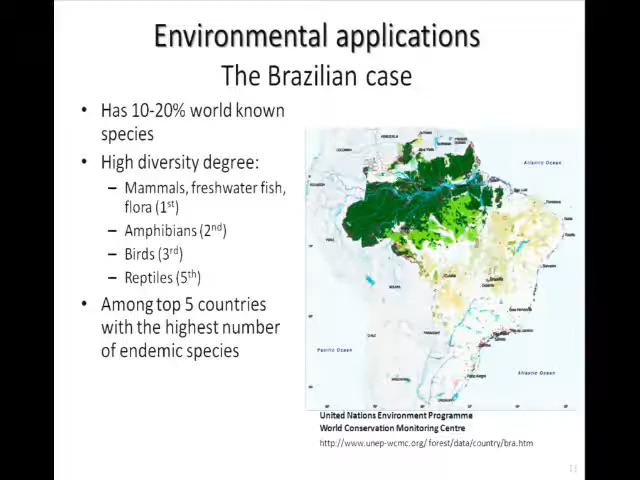 Environmental applications
The Brazilian case
• Has 10-20% world known
species
• High diversity degree:
– Mammals, freshwater fish,
flora (1st)
– Amphibians (2nd)
– Birds (3rd)
– Reptiles (5th)
• Among top 5 countries
with the highest number
of endemic species
Atlantic Ocean
Pacific Ocean
Atlantic Ocean
United Nations Environment Programme
World Conservation Monitoring Centre
http://www.unep-wcmc.org/forest/data/country/bra.htm